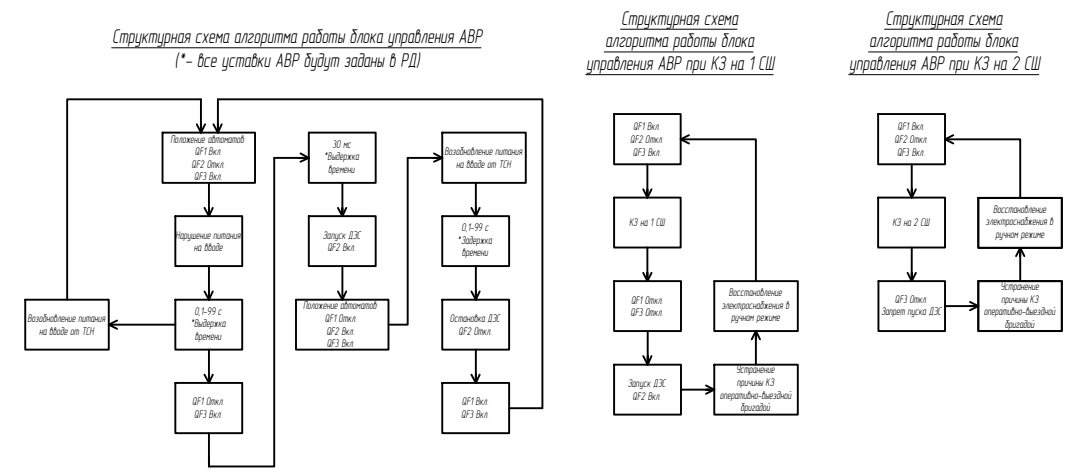 Структурная схема алгоритма работы блока управления АВР
(*- все уставки АВР будут заданы в РД)
Положение автоматов
QF1 Вкл
QF2 Откл
QF3 Вкл
Нарушение питания
на вводе
0,1-99 с
*Выдержка
времени
Возобновление питания
на вводе от ТСН
QF1 Откл
QF3 Вкл
30 мс
*Выдержка
времени
Запуск ДЭС
QF2 Вкл
Положение автоматов
QF1 Откл
QF2 Вкл
QF3 Вкл
Возобновление питания
на вводе от ТСН
0,1-99 с
*Задержка
времени
Остановка ДЭС
QF2 Откл
QF1 Вкл
QF3 Вкл
Структурная схема
алгоритма работы блока
управления АВР при КЗ на 1 СШ
QF1 Вкл
QF2 Откл
QF3 Вкл
КЗ на 1 СШ
QF1 Откл
QF3 Откл
Запуск ДЭС
QF2 Вкл
Устранение
причины КЗ
оперативно-выездной
бригадой
Восстановление
электроснабжения в
ручном режиме
Структурная схема
алгоритма работы блока
управления АВР при КЗ на 2 СШ
QF1 Вкл
QF2 Откл
QF3 Вкл
КЗ на 2 СШ
QF3 Откл
Запрет пуска ДЭС
Устранение
причины КЗ
оперативно-выездной
бригадой
Восстановление
электроснабжения в
ручном режиме